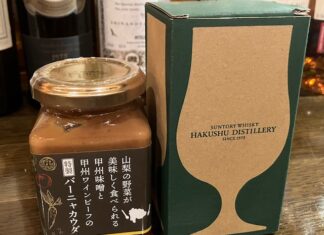 山梨の野菜が
美味しく食べられる
甲州味噌と
甲州ワインビーフの
特製
バーニャカウダ
SUNTORY WHISKY
HAKUSHU DISTILLERY
SINCE 1973